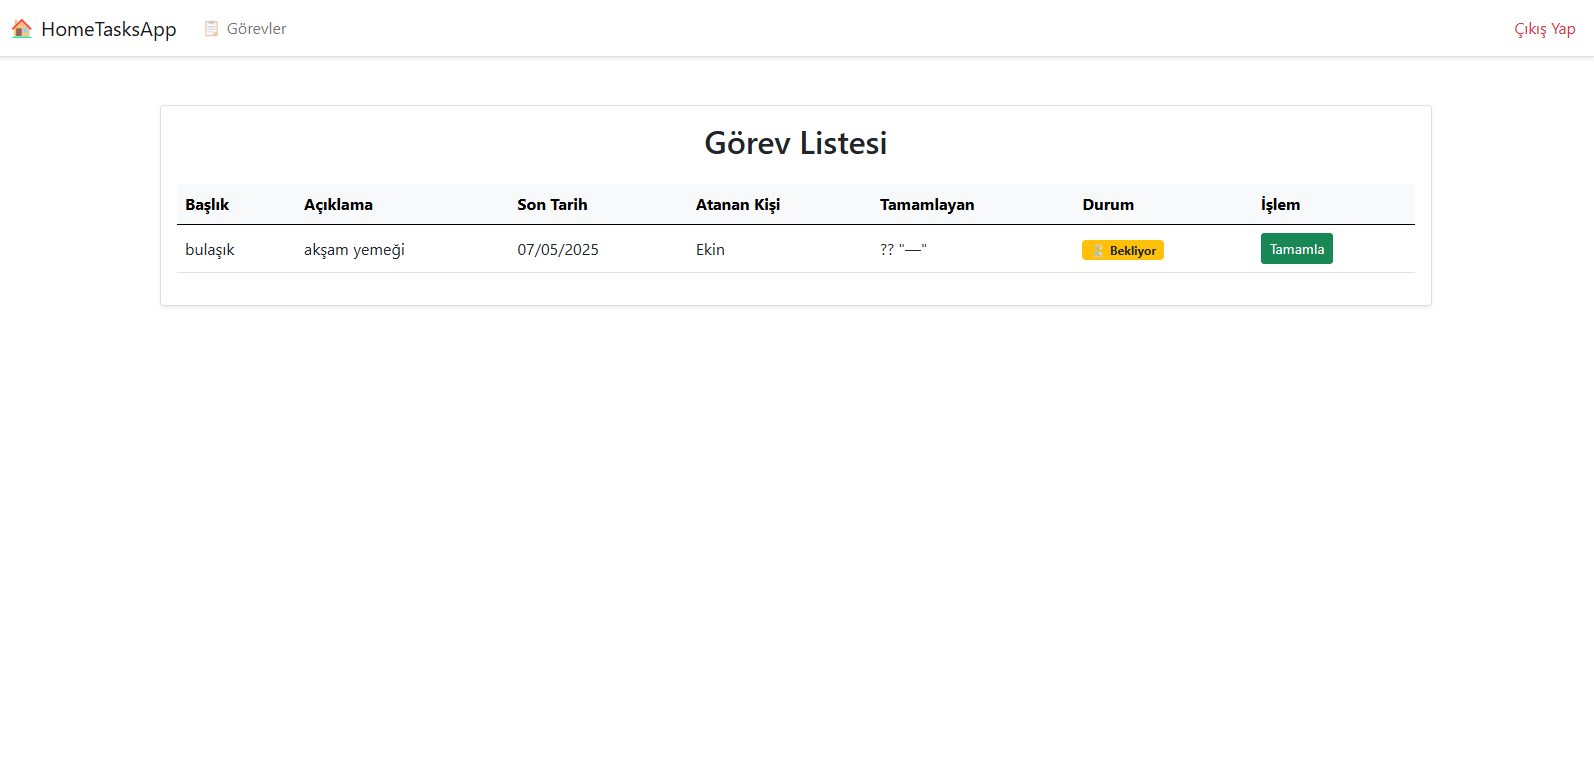 HomeTasksApp Görevler Çıkış Yap
Görev Listesi
Başlık Açıklama Son Tarih Atanan Kişi Tamamlayan Durum İşlem
bulaşık akşam yemeği 07/05/2025 Ekin ?? "—" Bekliyor Tamamla